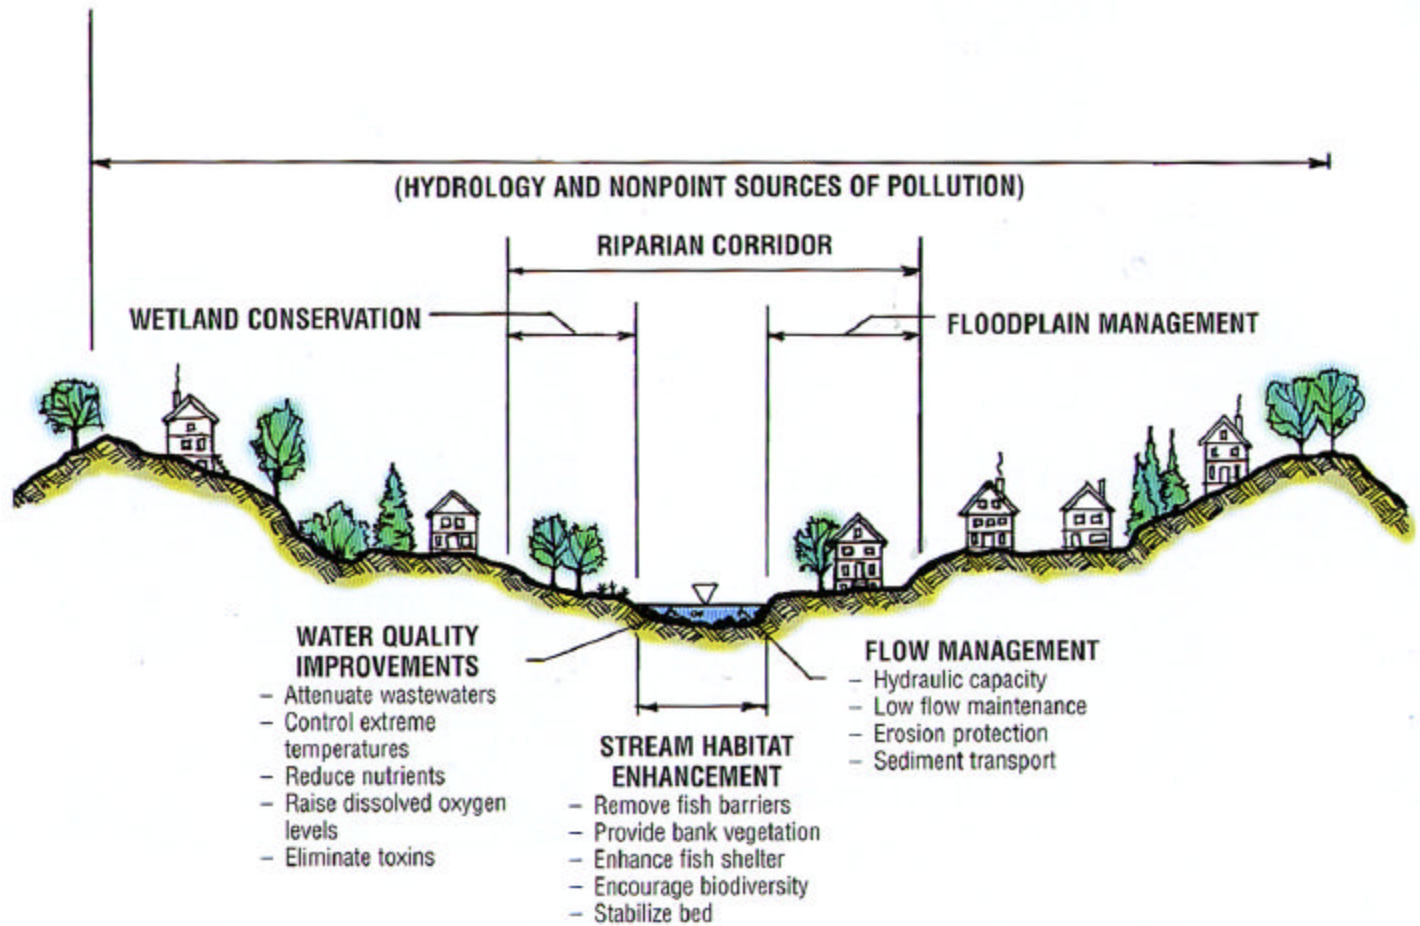 (HYDROLOGY AND NONPOINT SOURCES OF POLLUTION)
RIPARIAN CORRIDOR
WETLAND CONSERVATION
FLOODPLAIN MANAGEMENT
WATER QUALITY
IMPROVEMENTS
– Attenuate wastewaters
– Control extreme
temperatures
– Reduce nutrients
– Raise dissolved oxygen
levels
– Eliminate toxins
STREAM HABITAT
ENHANCEMENT
– Remove fish barriers
– Provide bank vegetation
– Enhance fish shelter
– Encourage biodiversity
– Stabilize bed
FLOW MANAGEMENT
– Hydraulic capacity
– Low flow maintenance
– Erosion protection
– Sediment transport